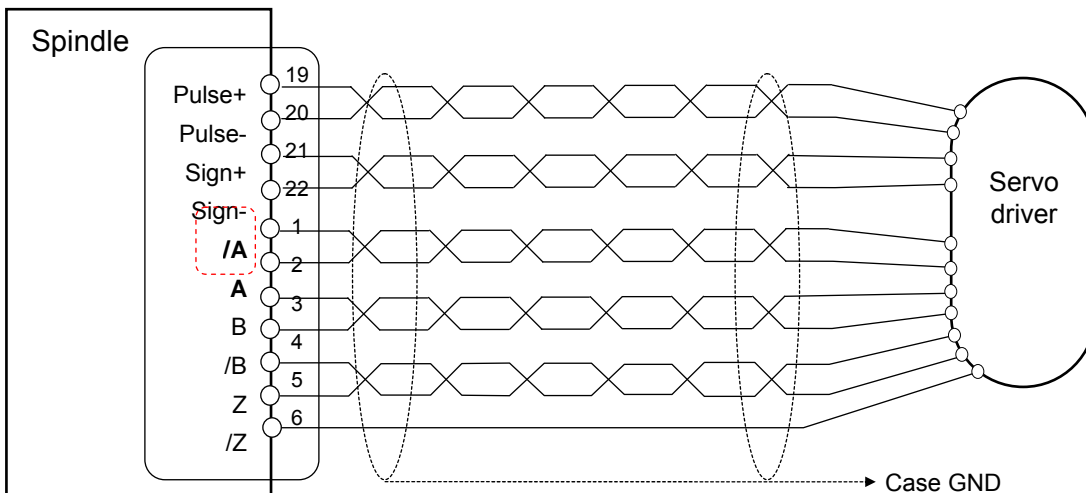 Spindle
19
Pulse+
20
Pulse-
21
Sign+
22
Sign-
1
/A
2
A
3
B
4
/B
5
Z
6
/Z
Servo
driver
Case GND